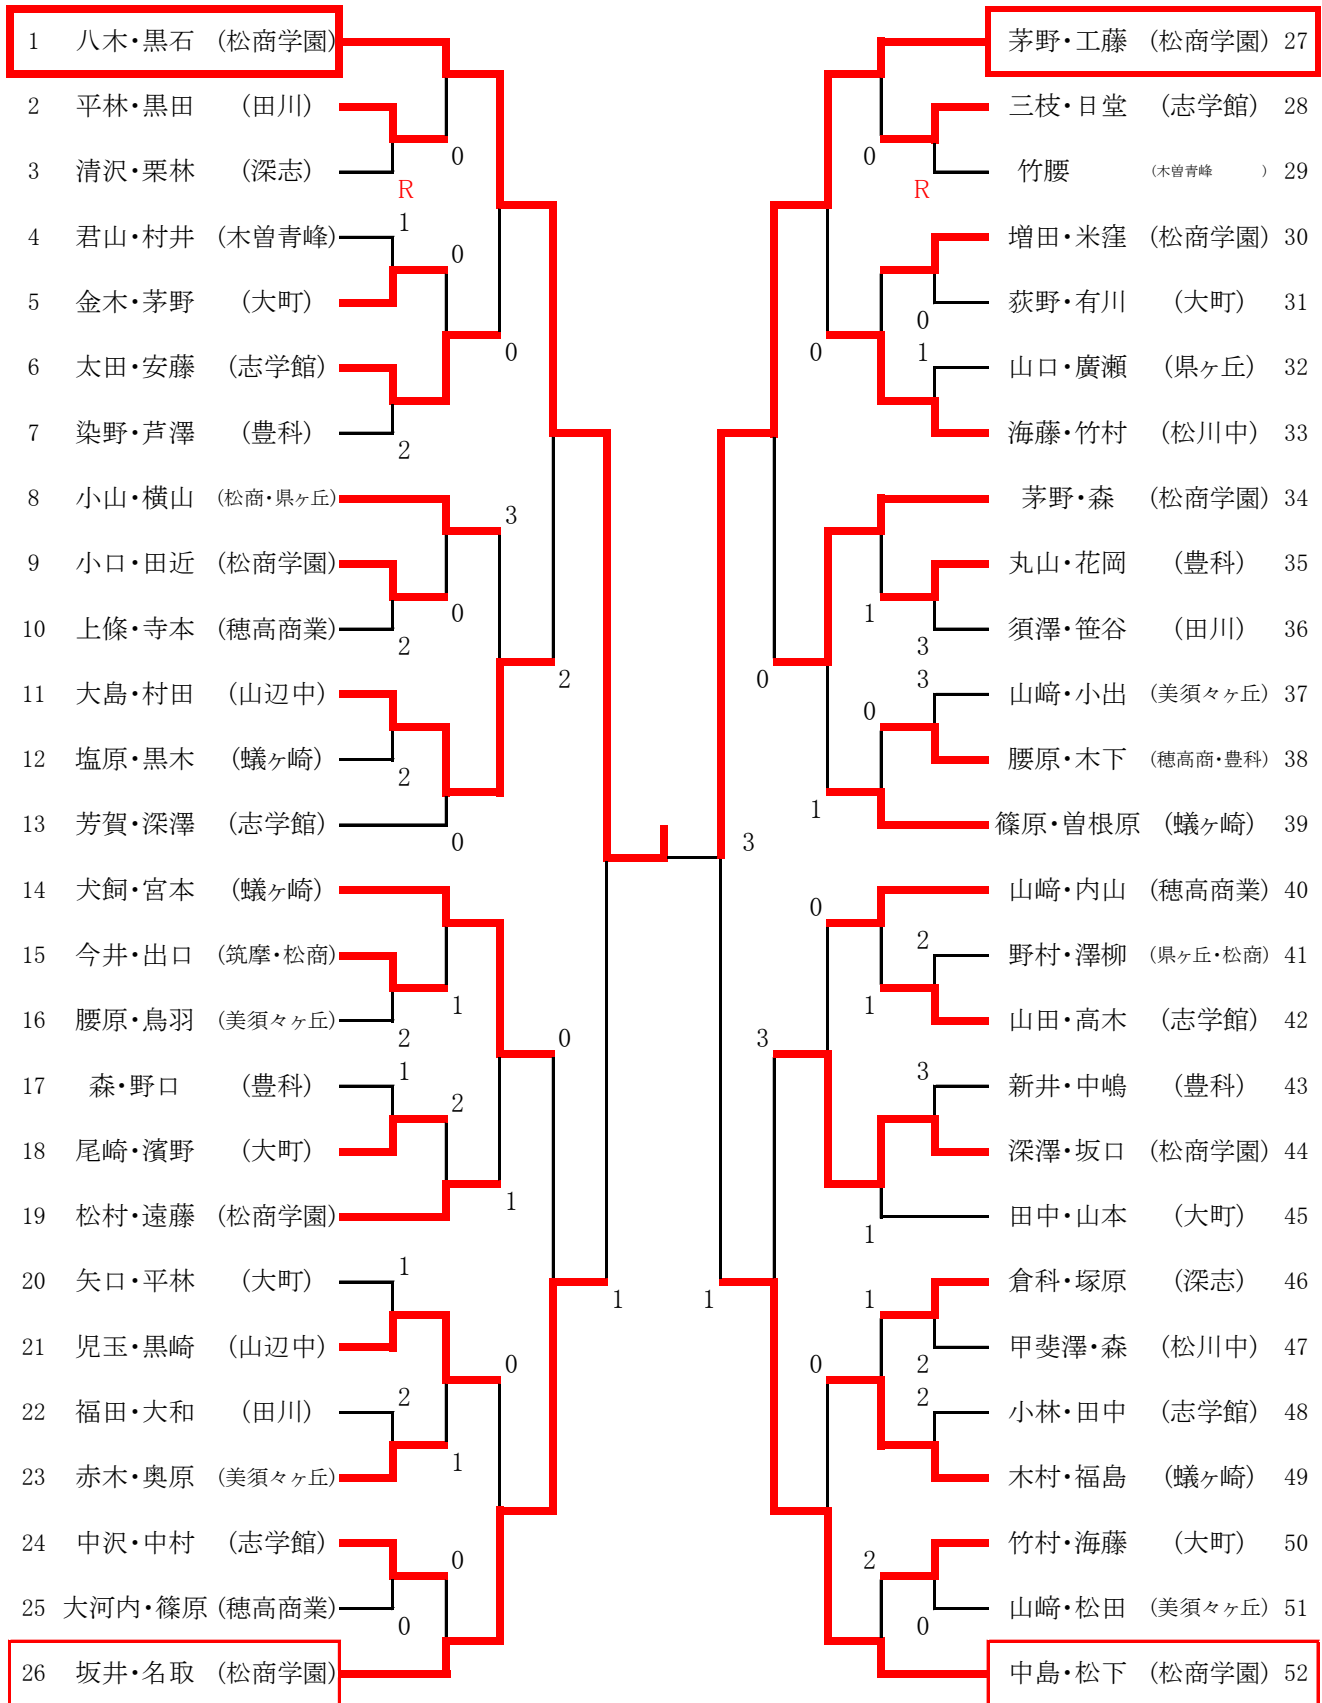 1 八木・黒石 (松商学園)
2 平林・黒田 (田川)
0
3 清沢・栗林 (深志)
R
1
4 君山・村井 (木曽青峰)
0
5 金木・茅野 (大町)
0
6 太田・安藤 (志学館)
7 染野・芦澤 (豊科)
2
8 小山・横山 (松商・県ヶ丘)
3
9 小口・田近 (松商学園)
0
10 上條・寺本 (穂高商業)
2
11 大島・村田 (山辺中)
2
12 塩原・黒木 (蟻ヶ崎)
2
13 芳賀・深澤 (志学館)
0
14 犬飼・宮本 (蟻ヶ崎)
15 今井・出口 (筑摩・松商)
1
16 腰原・鳥羽 (美須々ヶ丘)
2
0
17 森・野口 (豊科)
1
2
18 尾崎・濱野 (大町)
1
19 松村・遠藤 (松商学園)
20 矢口・平林 (大町)
1
1
21 児玉・黒崎 (山辺中)
0
22 福田・大和 (田川)
2
1
23 赤木・奥原 (美須々ヶ丘)
24 中沢・中村 (志学館)
0
25 大河内・篠原 (穂高商業)
0
26 坂井・名取 (松商学園)
3
茅野・工藤 (松商学園) 27
三枝・日堂 (志学館) 28
0
竹腰 (木曽青峰 ) 29
R
増田・米窪 (松商学園) 30
荻野・有川 (大町) 31
0
0
1
山口・廣瀬 (県ヶ丘) 32
海藤・竹村 (松川中) 33
茅野・森 (松商学園) 34
丸山・花岡 (豊科) 35
1
須澤・笹谷 (田川) 36
3
0
3
山﨑・小出 (美須々ヶ丘) 37
0
腰原・木下 (穂高商・豊科) 38
1
篠原・曽根原 (蟻ヶ崎) 39
山﨑・内山 (穂高商業) 40
0
2
野村・澤柳 (県ヶ丘・松商) 41
1
山田・高木 (志学館) 42
3
3
新井・中嶋 (豊科) 43
深澤・坂口 (松商学園) 44
田中・山本 (大町) 45
1
倉科・塚原 (深志) 46
1
1
甲斐澤・森 (松川中) 47
0
2
2
小林・田中 (志学館) 48
木村・福島 (蟻ヶ崎) 49
竹村・海藤 (大町) 50
2
山﨑・松田 (美須々ヶ丘) 51
0
中島・松下 (松商学園) 52